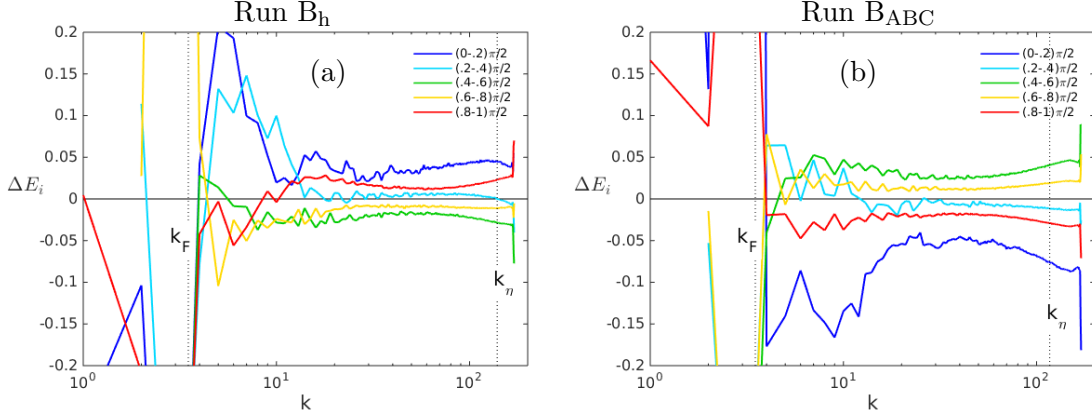 Run B_h
0.2
0.15
0.1
0.05
0
-0.05
-0.1
-0.15
-0.2
ΔE_i
(a)
(0-.2)π/2
(.2-.4)π/2
(.4-.6)π/2
(.6-.8)π/2
(.8-1)π/2
k_F
k_η
10^0
10^1
10^2
k
Run B_ABC
0.2
0.15
0.1
0.05
0
-0.05
-0.1
-0.15
-0.2
ΔE_i
(b)
(0-.2)π/2
(.2-.4)π/2
(.4-.6)π/2
(.6-.8)π/2
(.8-1)π/2
k_F
k_η
10^0
10^1
10^2
k